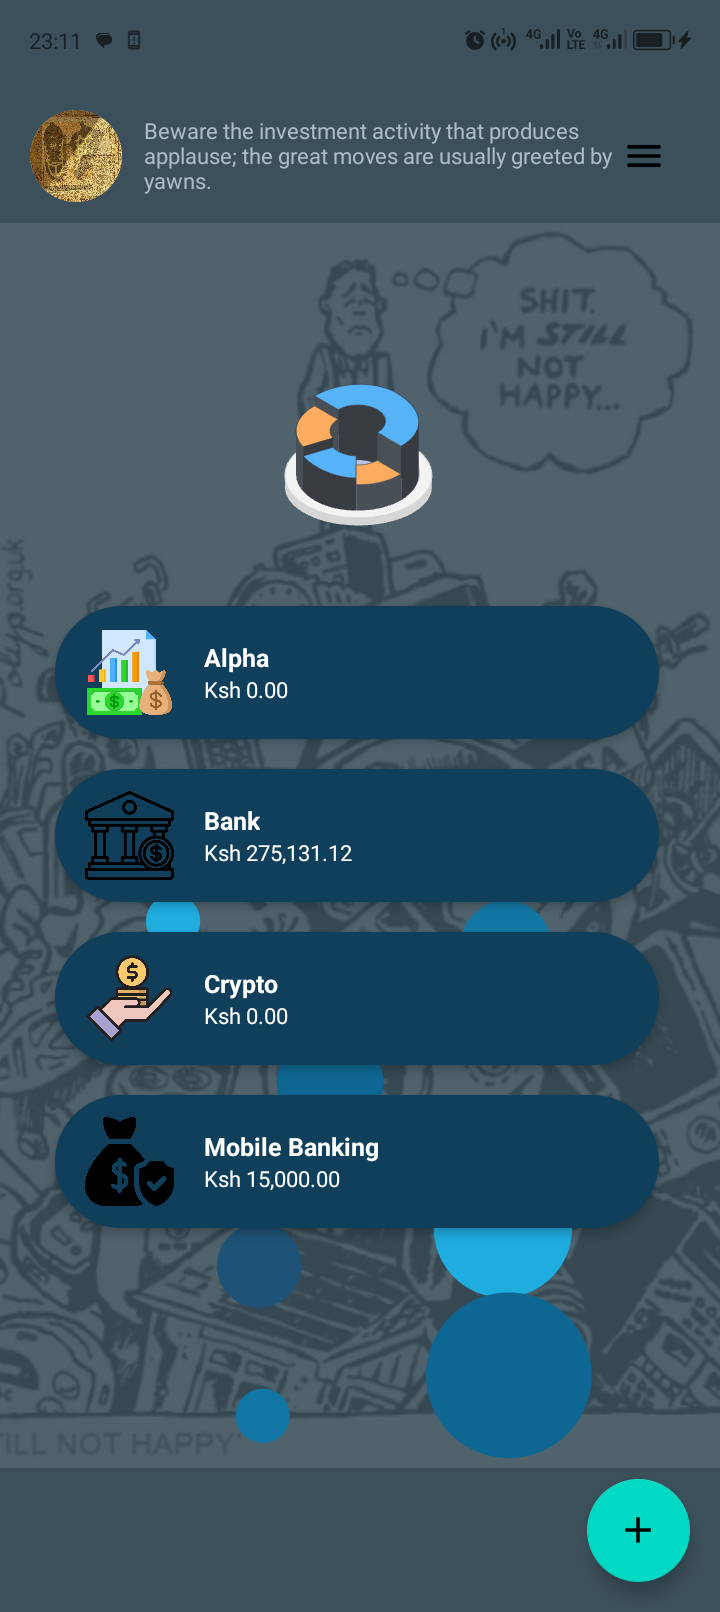 23:11
4G
Vo
LTE
4G
Beware the investment activity that produces
applause; the great moves are usually greeted by
yawns.
SHIT.
I'M STILL
NOT
HAPPY...
Polyp.org.uk
Alpha
Ksh 0.00
Bank
Ksh 275,131.12
Crypto
Ksh 0.00
Mobile Banking
Ksh 15,000.00
TILL NOT HAPPY"
+